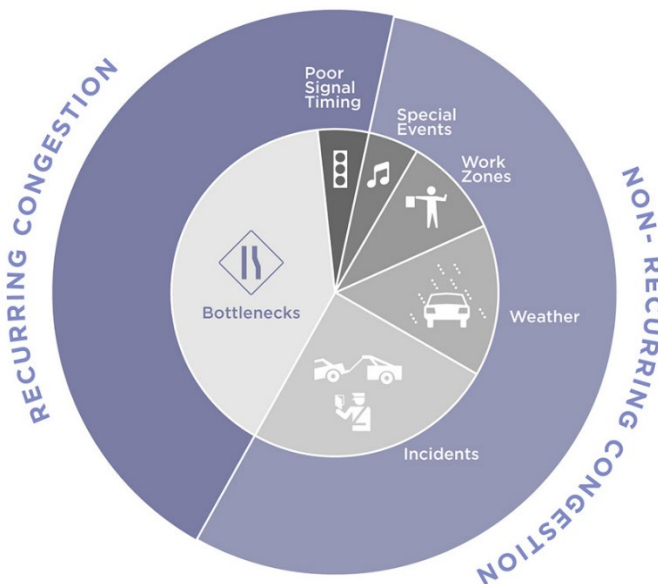 RECURRING CONGESTION
Poor
Signal
Timing
Special
Events
Work
Zones
Weather
Incidents
Bottlenecks
NON- RECURRING CONGESTION